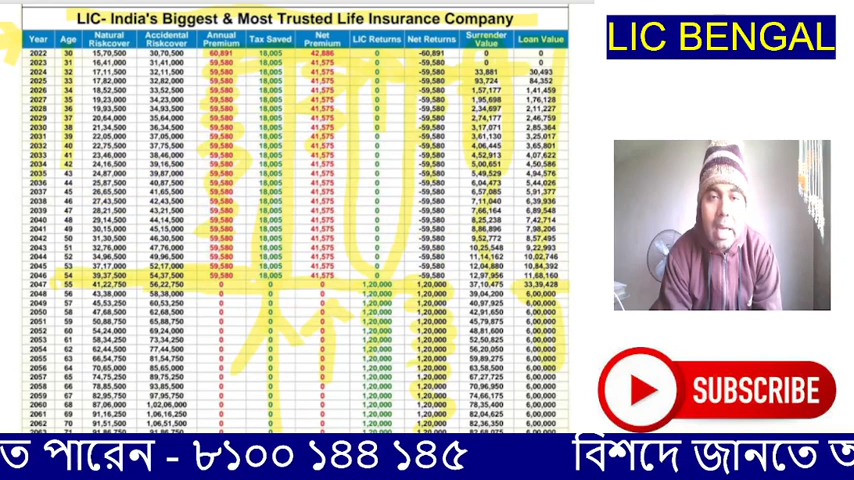 LIC- India's Biggest & Most Trusted Life Insurance Company
Year Age Natural Riskcover Accidental Riskcover Annual Premium Tax Saved Net Premium LIC Returns Net Returns Surrender Value Loan Value
2022 30 15,70,500 30,70,500 60,891 18,005 42,886 0 -60,891 0 0
2023 31 16,41,000 31,41,000 59,580 18,005 41,575 0 -59,580 0 0
2024 32 17,11,500 32,11,500 59,580 18,005 41,575 0 -59,580 33,881 30,493
2025 33 17,82,000 32,82,000 59,580 18,005 41,575 0 -59,580 93,724 84,352
2026 34 18,52,500 33,52,500 59,580 18,005 41,575 0 -59,580 1,57,177 1,41,459
2027 35 19,23,000 34,23,000 59,580 18,005 41,575 0 -59,580 1,95,698 1,76,128
2028 36 19,93,500 34,93,500 59,580 18,005 41,575 0 -59,580 2,34,697 2,11,227
2029 37 20,64,000 35,64,000 59,580 18,005 41,575 0 -59,580 2,74,177 2,46,759
2030 38 21,34,500 36,34,500 59,580 18,005 41,575 0 -59,580 3,17,071 2,85,364
2031 39 22,05,000 37,05,000 59,580 18,005 41,575 0 -59,580 3,61,130 3,25,017
2032 40 22,75,500 37,75,500 59,580 18,005 41,575 0 -59,580 4,06,445 3,65,801
2033 41 23,46,000 38,46,000 59,580 18,005 41,575 0 -59,580 4,52,913 4,07,622
2034 42 24,16,500 39,16,500 59,580 18,005 41,575 0 -59,580 5,00,651 4,50,586
2035 43 24,87,000 39,87,000 59,580 18,005 41,575 0 -59,580 5,49,529 4,94,576
2036 44 25,87,500 40,87,500 59,580 18,005 41,575 0 -59,580 6,04,473 5,44,026
2037 45 26,65,500 41,65,500 59,580 18,005 41,575 0 -59,580 6,57,085 5,91,377
2038 46 27,43,500 42,43,500 59,580 18,005 41,575 0 -59,580 7,11,040 6,39,936
2039 47 28,21,500 43,21,500 59,580 18,005 41,575 0 -59,580 7,66,164 6,89,548
2040 48 29,14,500 44,14,500 59,580 18,005 41,575 0 -59,580 8,25,238 7,42,714
2041 49 30,15,000 45,15,000 59,580 18,005 41,575 0 -59,580 8,86,896 7,98,206
2042 50 31,30,500 46,30,500 59,580 18,005 41,575 0 -59,580 9,52,772 8,57,495
2043 51 32,76,000 47,76,000 59,580 18,005 41,575 0 -59,580 10,25,548 9,22,993
2044 52 34,96,500 49,96,500 59,580 18,005 41,575 0 -59,580 11,14,162 10,02,746
2045 53 37,17,000 52,17,000 59,580 18,005 41,575 0 -59,580 12,04,880 10,84,392
2046 54 39,37,500 54,37,500 59,580 18,005 41,575 0 -59,580 12,97,956 11,68,160
2047 55 41,22,750 56,22,750 0 0 0 1,20,000 1,20,000 37,10,475 33,39,428
2048 56 43,38,000 58,38,000 0 0 0 1,20,000 1,20,000 39,04,200 6,00,000
2049 57 45,53,250 60,53,250 0 0 0 1,20,000 1,20,000 40,97,925 6,00,000
2050 58 47,68,500 62,68,500 0 0 0 1,20,000 1,20,000 42,91,650 6,00,000
2051 59 50,88,750 65,88,750 0 0 0 1,20,000 1,20,000 45,79,875 6,00,000
2052 60 54,24,000 69,24,000 0 0 0 1,20,000 1,20,000 48,81,600 6,00,000
2053 61 58,34,250 73,34,250 0 0 0 1,20,000 1,20,000 52,50,825 6,00,000
2054 62 62,44,500 77,44,500 0 0 0 1,20,000 1,20,000 56,20,050 6,00,000
2055 63 66,54,750 81,54,750 0 0 0 1,20,000 1,20,000 59,89,275 6,00,000
2056 64 70,65,000 85,65,000 0 0 0 1,20,000 1,20,000 63,58,500 6,00,000
2057 65 74,75,250 89,75,250 0 0 0 1,20,000 1,20,000 67,27,725 6,00,000
2058 66 78,85,500 93,85,500 0 0 0 1,20,000 1,20,000 70,96,950 6,00,000
2059 67 82,95,750 97,95,750 0 0 0 1,20,000 1,20,000 74,66,175 6,00,000
2060 68 87,06,000 1,02,06,000 0 0 0 1,20,000 1,20,000 78,35,400 6,00,000
2061 69 91,16,250 1,06,16,250 0 0 0 1,20,000 1,20,000 82,04,625 6,00,000
2062 70 91,51,500 1,06,51,500 0 0 0 1,20,000 1,20,000 82,36,350 6,00,000
LIC BENGAL
SUBSCRIBE
ত পারেন - ৮১০০ ১৪৪ ১৪৫ বিশদে জানতে